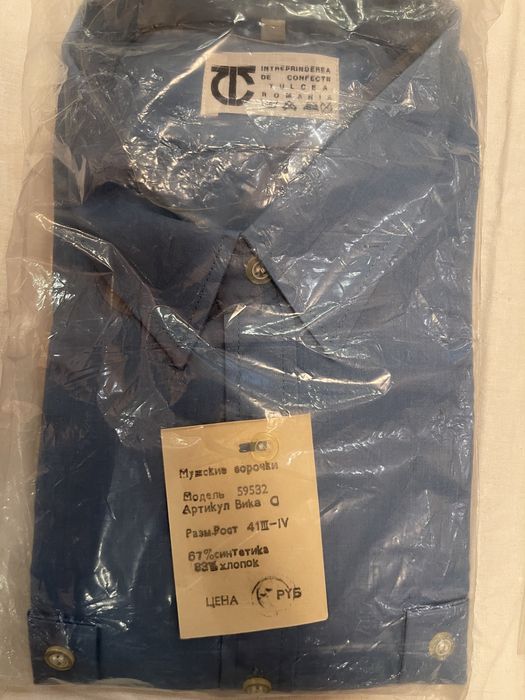 INTREPRINDEREA
DE CONFECTII
TULCEA
ROMANIA
Мужские сорочки
Модель 59532
Артикул Вика C
Разм.Рост 41III-IV
67%синтетика
83%хлопок
ЦЕНА РУБ